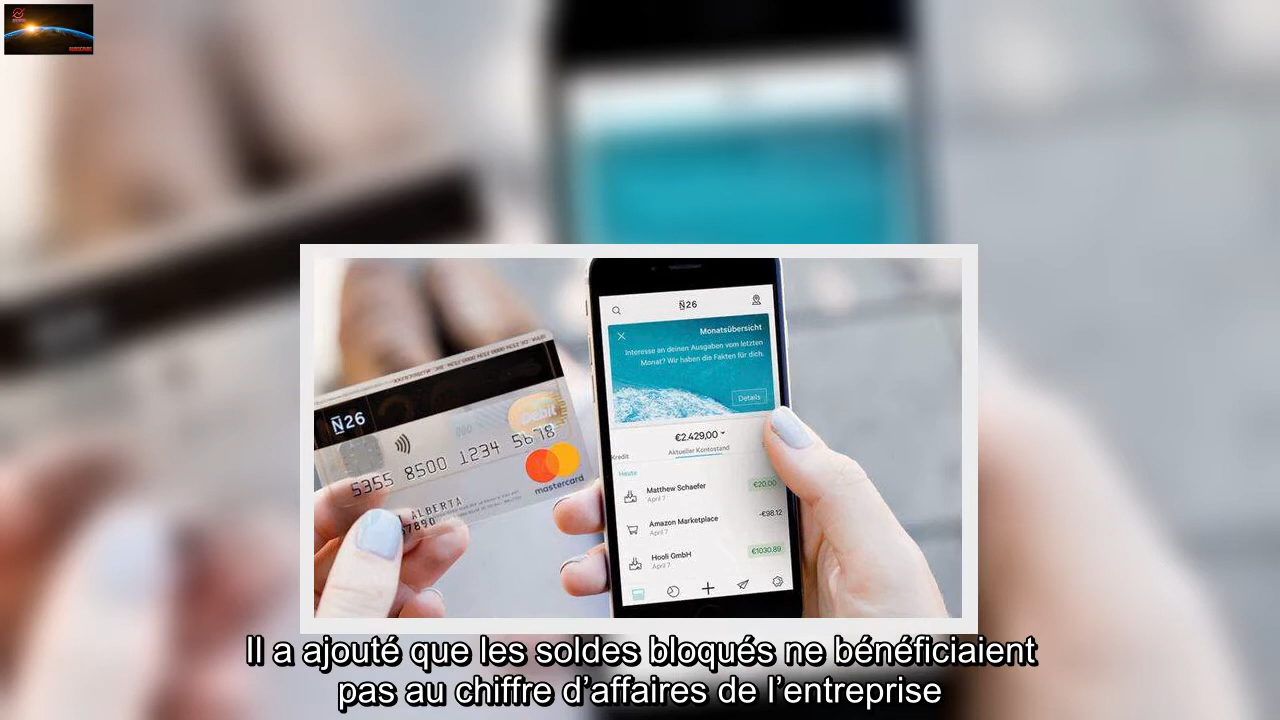 N26
Monatsübersicht
Interesse an deinen Ausgaben vom letzten
Monat? Wir haben die Fakten für dich.
Details
€2.429,00
Kredit
Aktueller Kontostand
Heute
Matthew Schaefer
April 7
€20.00
Amazon Marketplace
April 7
-€98.12
Hooli GmbH
April 7
€1030.89
N26
debit
5355 8500 1234 5678
mastercard
ALBERTA
7890
Il a ajouté que les soldes bloqués ne bénéficiaient
pas au chiffre d’affaires de l’entreprise